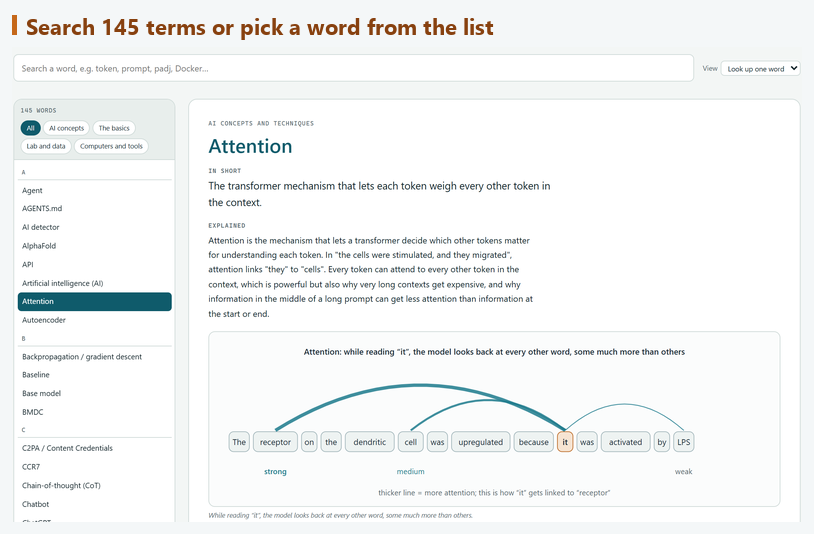 Search 145 terms or pick a word from the list
Search a word, e.g. token, prompt, padj, Docker...
View
Look up one word
145 WORDS
All
AI concepts
The basics
Lab and data
Computers and tools
A
Agent
AGENTS.md
AI detector
AlphaFold
API
Artificial intelligence (AI)
Attention
Autoencoder
B
Backpropagation / gradient descent
Baseline
Base model
BMDC
C
C2PA / Content Credentials
CCR7
Chain-of-thought (CoT)
Chatbot
AI CONCEPTS AND TECHNIQUES
Attention
IN SHORT
The transformer mechanism that lets each token weigh every other token in
the context.
EXPLAINED
Attention is the mechanism that lets a transformer decide which other tokens matter
for understanding each token. In "the cells were stimulated, and they migrated",
attention links "they" to "cells". Every token can attend to every other token in the
context, which is powerful but also why very long contexts get expensive, and why
information in the middle of a long prompt can get less attention than information at
the start or end.
Attention: while reading "it", the model looks back at every other word, some much more than others
The receptor on the dendritic cell was upregulated because it was activated by LPS
strong medium weak
thicker line = more attention; this is how "it" gets linked to "receptor"
While reading "it", the model looks back at every other word, some much more than others.